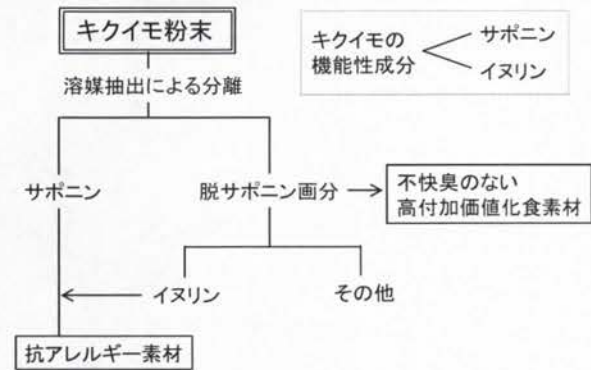 キクイモ粉末
キクイモの
機能性成分
サポニン
イヌリン
溶媒抽出による分離
サポニン
脱サポニン画分
不快臭のない
高付加価値化食素材
イヌリン
その他
抗アレルギー素材